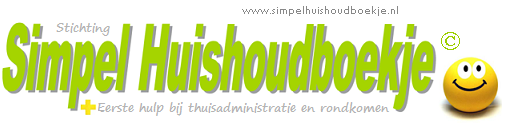 www.simpelhuishoudboekje.nl
Stichting
Simpel Huishoudboekje ©
+Eerste hulp bij thuisadministratie en rondkomen